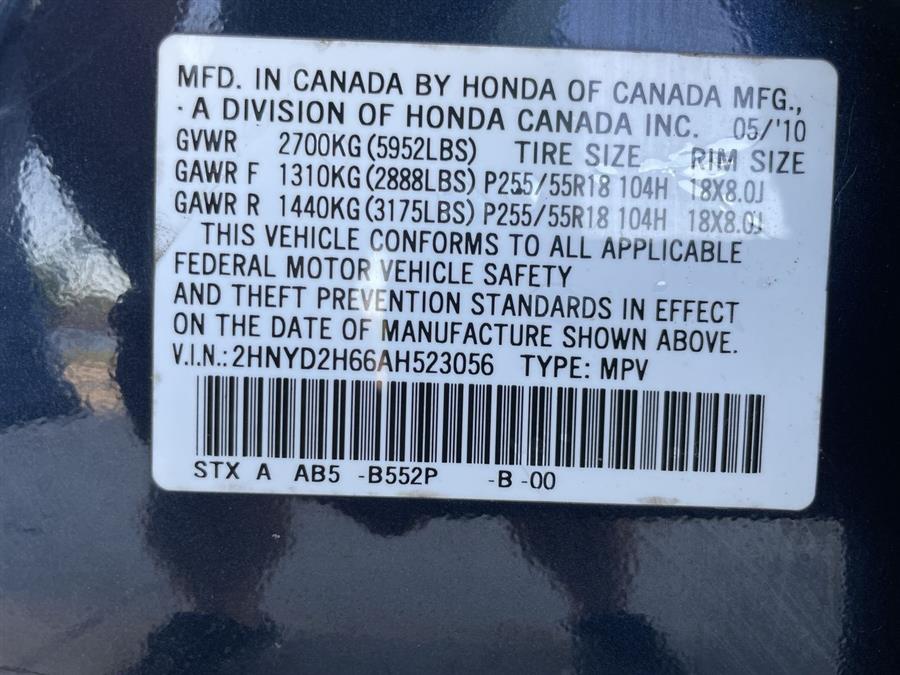 MFD. IN CANADA BY HONDA OF CANADA MFG.,
· A DIVISION OF HONDA CANADA INC. 05/'10
GVWR 2700KG (5952LBS) TIRE SIZE RIM SIZE
GAWR F 1310KG (2888LBS) P255/55R18 104H 18X8.0J
GAWR R 1440KG (3175LBS) P255/55R18 104H 18X8.0J
THIS VEHICLE CONFORMS TO ALL APPLICABLE
FEDERAL MOTOR VEHICLE SAFETY
AND THEFT PREVENTION STANDARDS IN EFFECT
ON THE DATE OF MANUFACTURE SHOWN ABOVE.
V.I.N.: 2HNYD2H66AH523056 TYPE: MPV
STX A AB5 -B552P -B -00